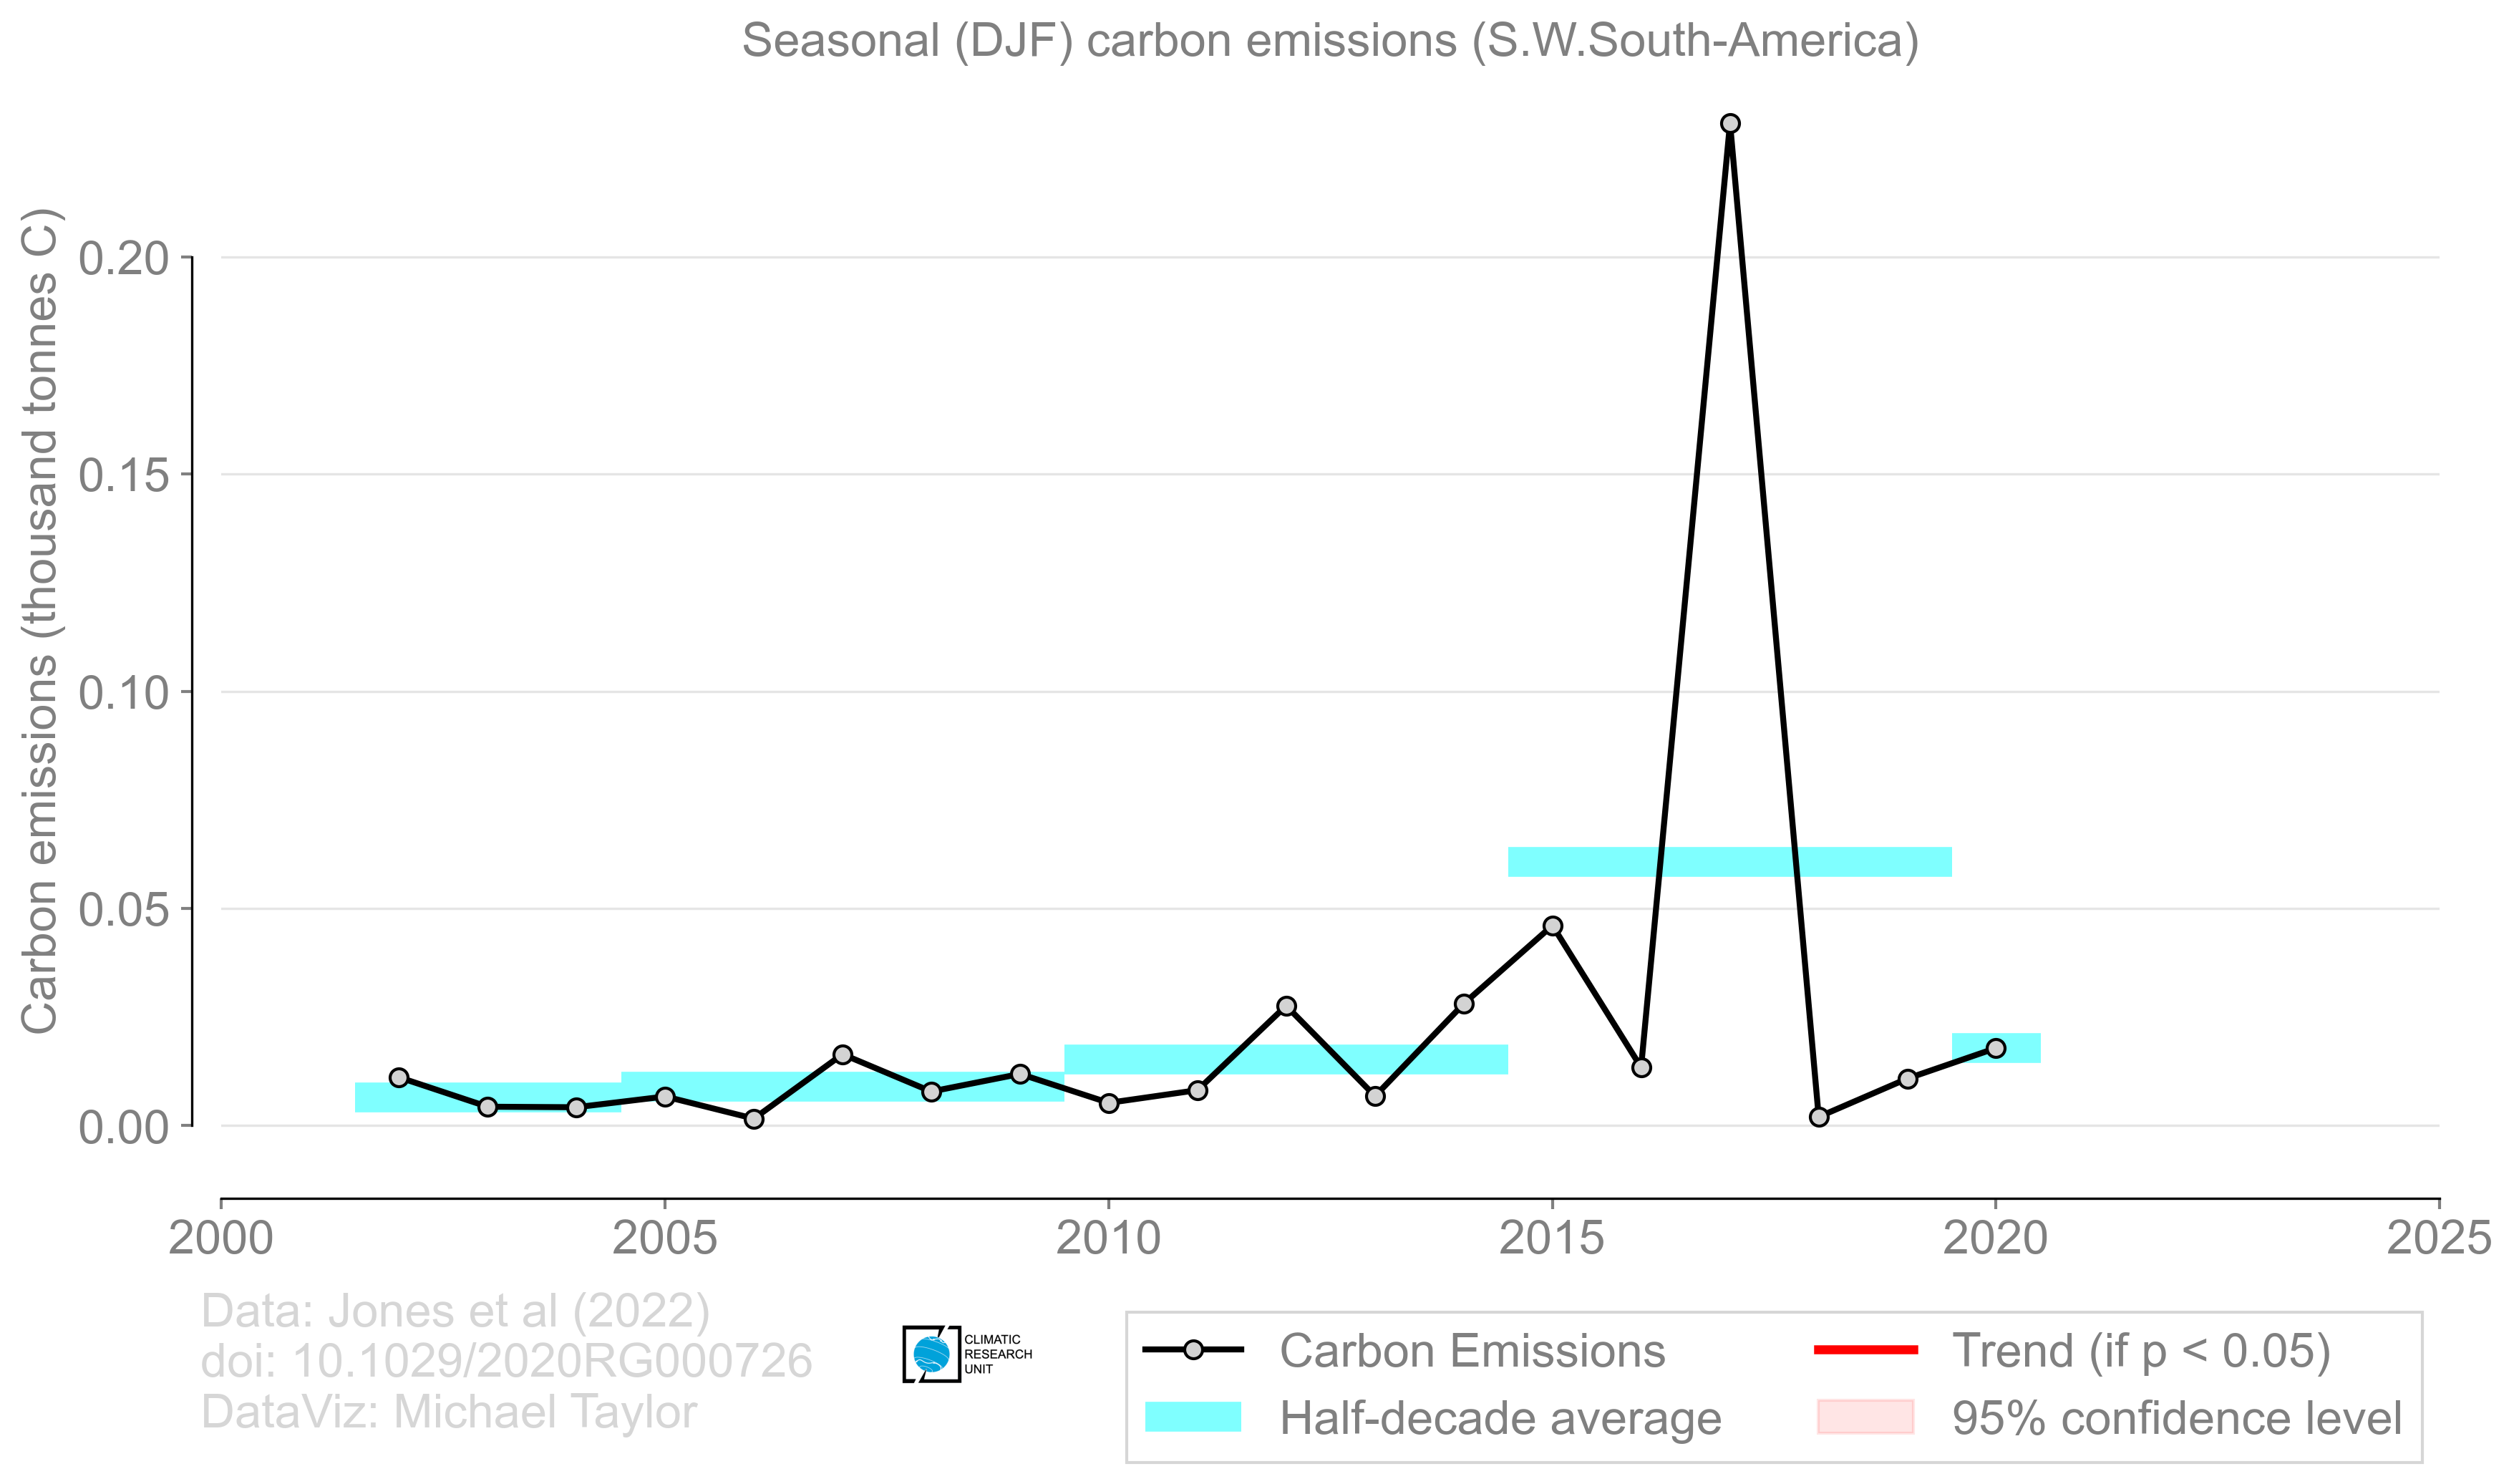 Seasonal (DJF) carbon emissions (S.W.South-America)
Carbon emissions (thousand tonnes C)
0.20
0.15
0.10
0.05
0.00
2000 2005 2010 2015 2020 2025
Data: Jones et al (2022)
doi: 10.1029/2020RG000726
DataViz: Michael Taylor
CLIMATIC
RESEARCH
UNIT
Carbon Emissions
Half-decade average
Trend (if p < 0.05)
95% confidence level